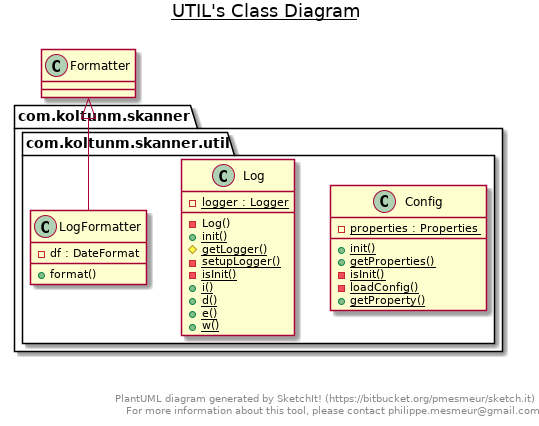 UTIL's Class Diagram
C Formatter
com.koltunm.skanner
com.koltunm.skanner.util
C LogFormatter
df : DateFormat
format()
C Log
logger : Logger
Log()
init()
getLogger()
setupLogger()
isInit()
i()
d()
e()
w()
C Config
properties : Properties
init()
getProperties()
isInit()
loadConfig()
getProperty()
PlantUML diagram generated by SketchIt! (https://bitbucket.org/pmesmeur/sketch.it)
For more information about this tool, please contact philippe.mesmeur@gmail.com